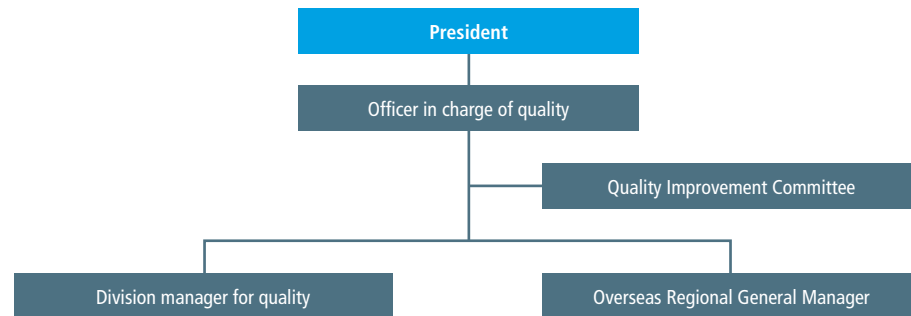 President
Officer in charge of quality
Quality Improvement Committee
Division manager for quality
Overseas Regional General Manager